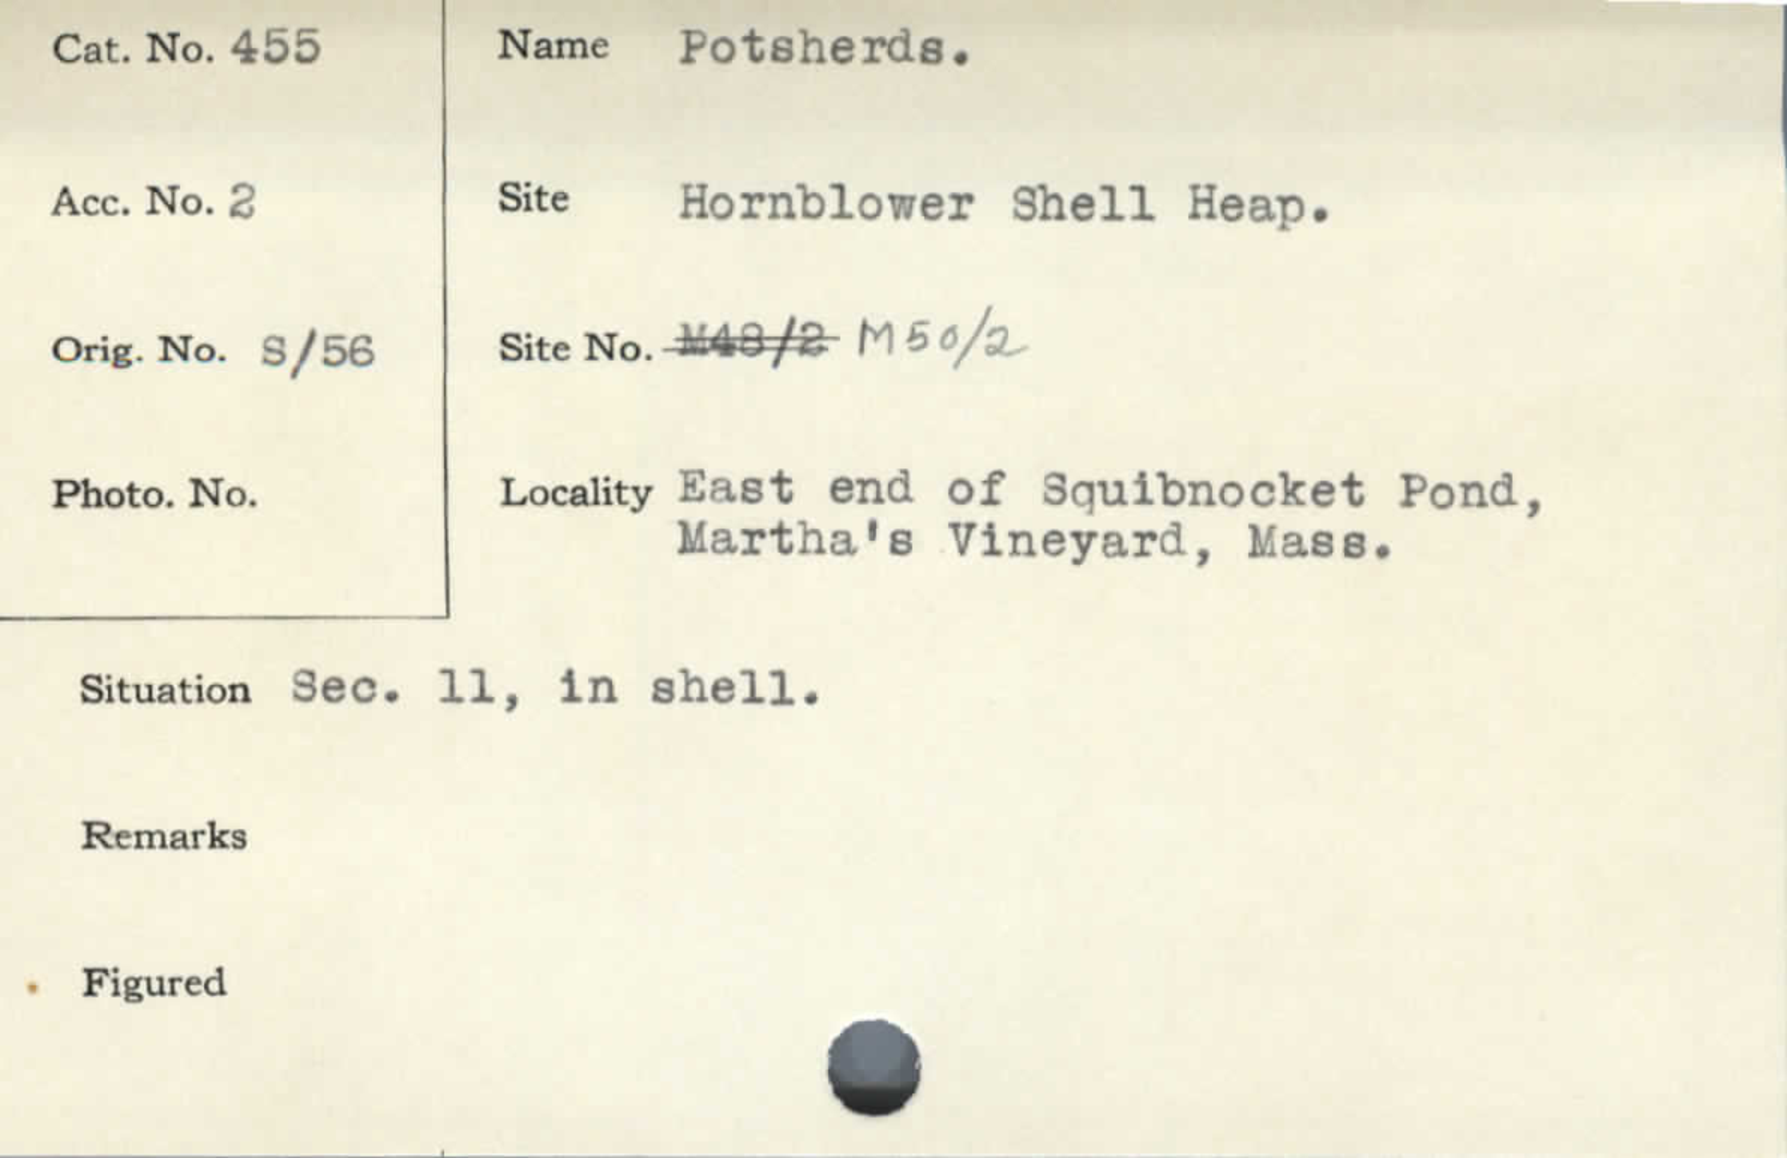 Cat. No. 455
Name Potsherds.
Acc. No. 2
Site Hornblower Shell Heap.
Orig. No. S/56
Site No. M48/2 M50/2
Photo. No.
Locality East end of Squibnocket Pond,
Martha's Vineyard, Mass.
Situation Sec. 11, in shell.
Remarks
Figured